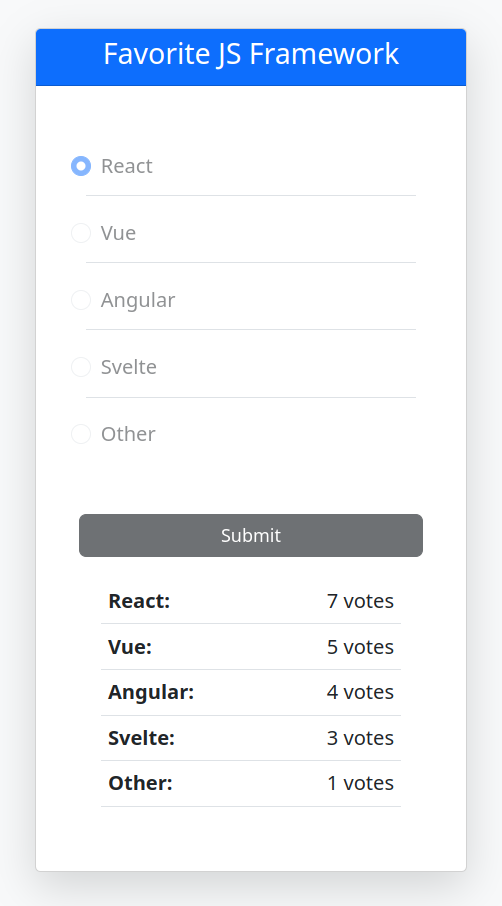 Favorite JS Framework
React
Vue
Angular
Svelte
Other
Submit
React: 7 votes
Vue: 5 votes
Angular: 4 votes
Svelte: 3 votes
Other: 1 votes